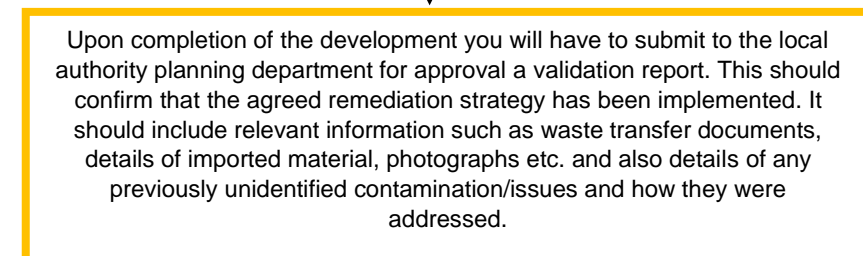 Upon completion of the development you will have to submit to the local
authority planning department for approval a validation report. This should
confirm that the agreed remediation strategy has been implemented. It
should include relevant information such as waste transfer documents,
details of imported material, photographs etc. and also details of any
previously unidentified contamination/issues and how they were
addressed.